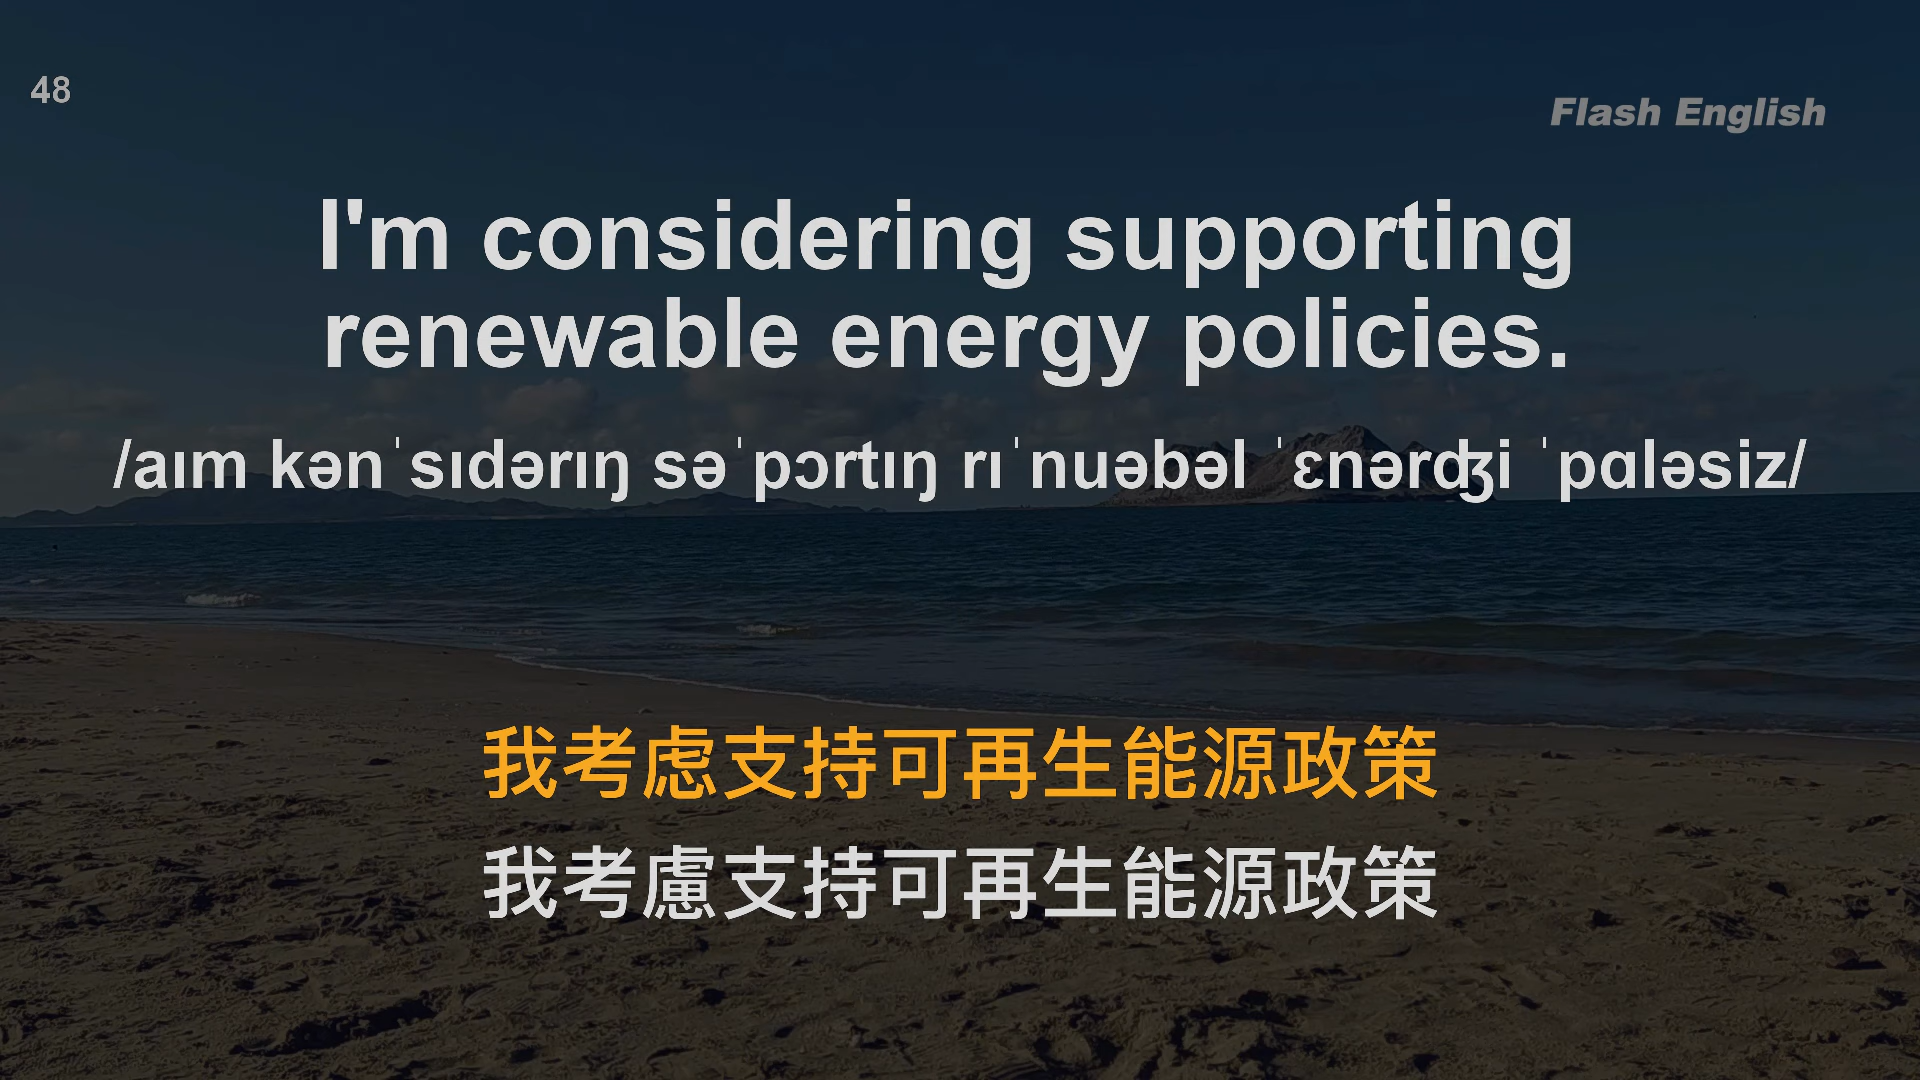 48
Flash English
I'm considering supporting
renewable energy policies.
/aɪm kənˈsɪdərɪŋ səˈpɔrtɪŋ rɪˈnuəbəl ˈɛnərʤi ˈpɑləsiz/
我考虑支持可再生能源政策
我考慮支持可再生能源政策